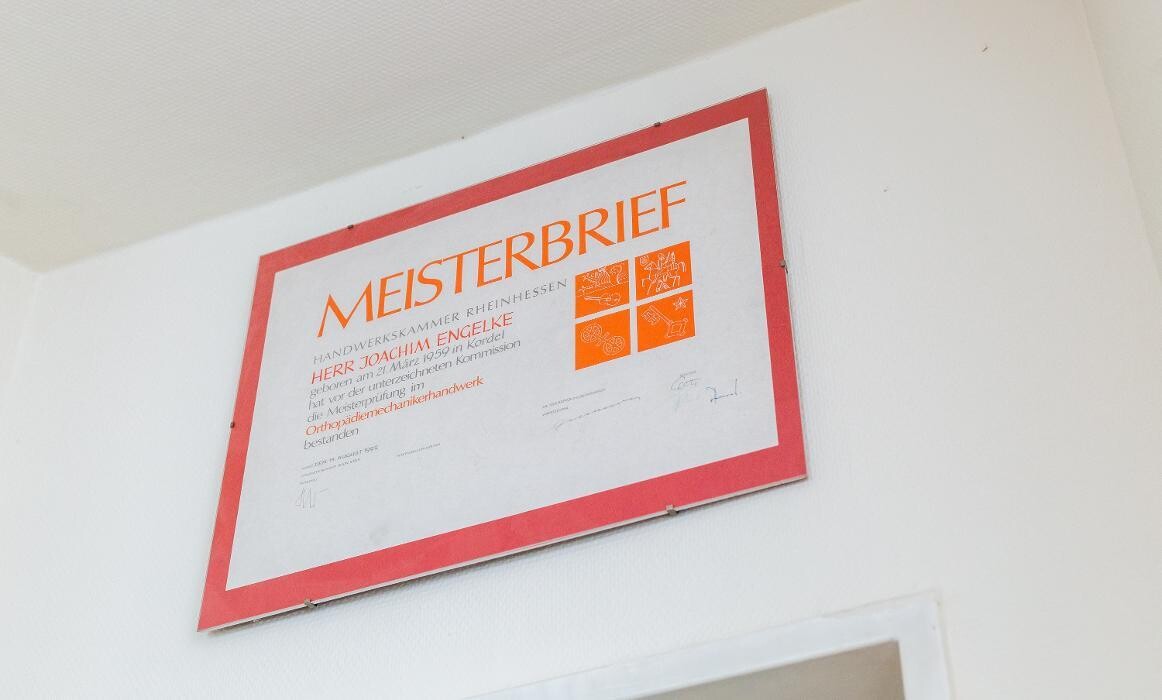 MEISTERBRIEF
HANDWERKSKAMMER RHEINHESSEN
HERR JOACHIM ENGELKE
geboren am 21. März 1959 in Kordel
hat vor der unterzeichneten Kommission
die Meisterprüfung im
Orthopädiemechanikerhandwerk
bestanden
AUGUST